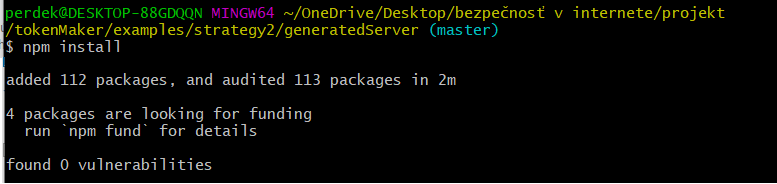 perdek@DESKTOP-88GDQQN MINGW64 ~/OneDrive/Desktop/bezpečnosť v internete/projekt
/tokenMaker/examples/strategy2/generatedServer (master)
$ npm install
added 112 packages, and audited 113 packages in 2m
4 packages are looking for funding
  run `npm fund` for details
found 0 vulnerabilities